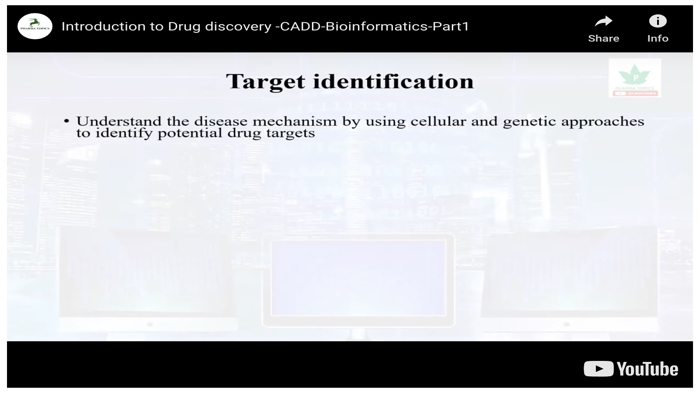 Introduction to Drug discovery -CADD-Bioinformatics-Part1
Share
Info
Target identification
• Understand the disease mechanism by using cellular and genetic approaches
to identify potential drug targets
YouTube